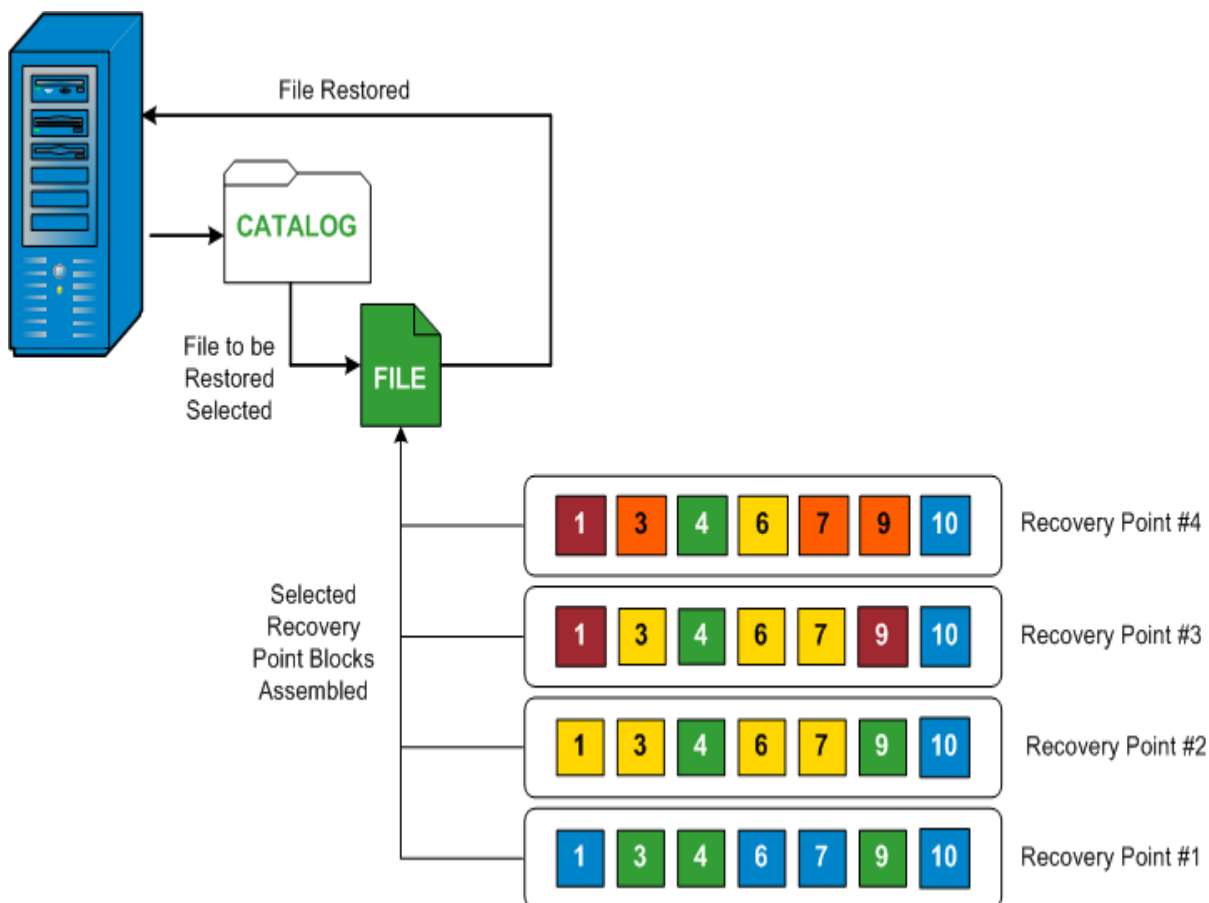 File Restored
CATALOG
File to be
Restored
Selected
FILE
1 3 4 6 7 9 10 Recovery Point #4
Selected
Recovery
Point Blocks
Assembled
1 3 4 6 7 9 10 Recovery Point #3
1 3 4 6 7 9 10 Recovery Point #2
1 3 4 6 7 9 10 Recovery Point #1